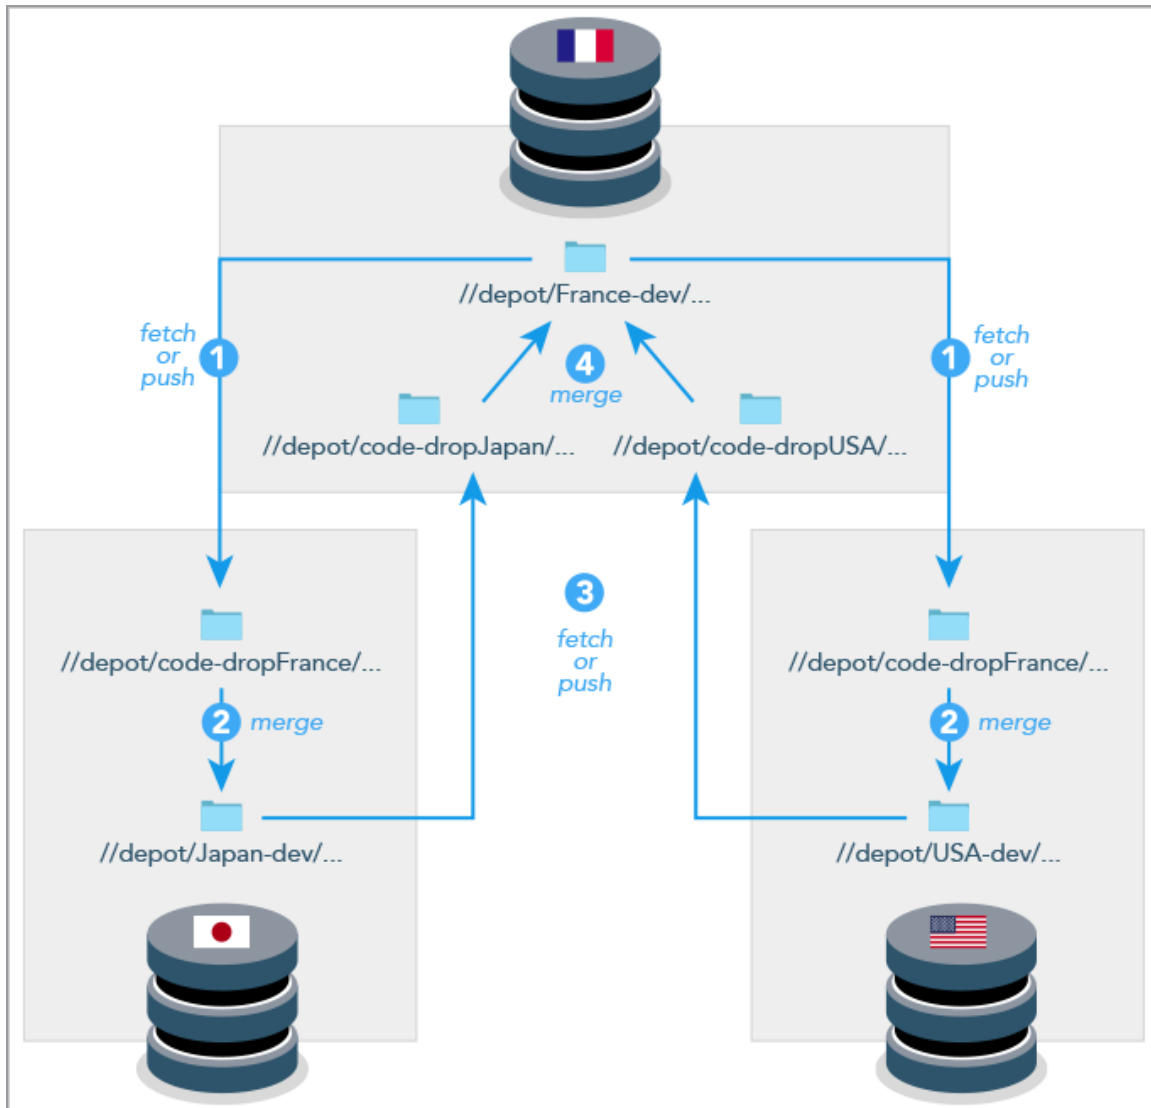 //depot/France-dev/...
fetch
or
push
1
1
fetch
or
push
4
merge
//depot/code-dropJapan/...
//depot/code-dropUSA/...
3
fetch
or
push
//depot/code-dropFrance/...
//depot/code-dropFrance/...
2 merge
2 merge
//depot/Japan-dev/...
//depot/USA-dev/...